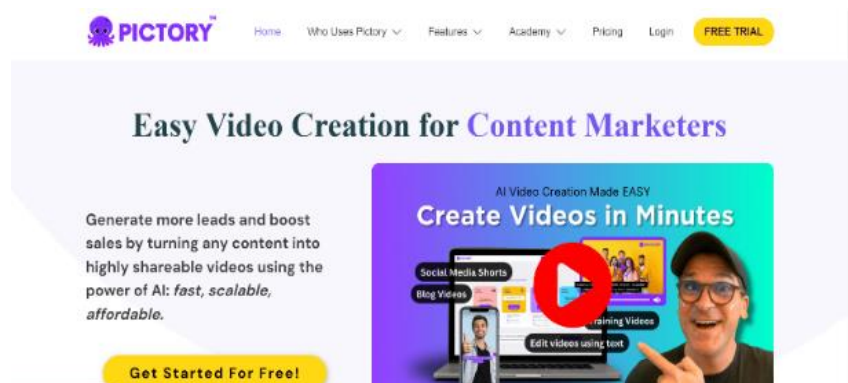 PICTORY™
Home Who Uses Pictory Features Academy Pricing Login FREE TRIAL
Easy Video Creation for Content Marketers
Generate more leads and boost
sales by turning any content into
highly shareable videos using the
power of AI: fast, scalable,
affordable.
Get Started For Free!
AI Video Creation Made EASY
Create Videos in Minutes
Social Media Shorts
Blog Videos
Training Videos
Edit videos using text